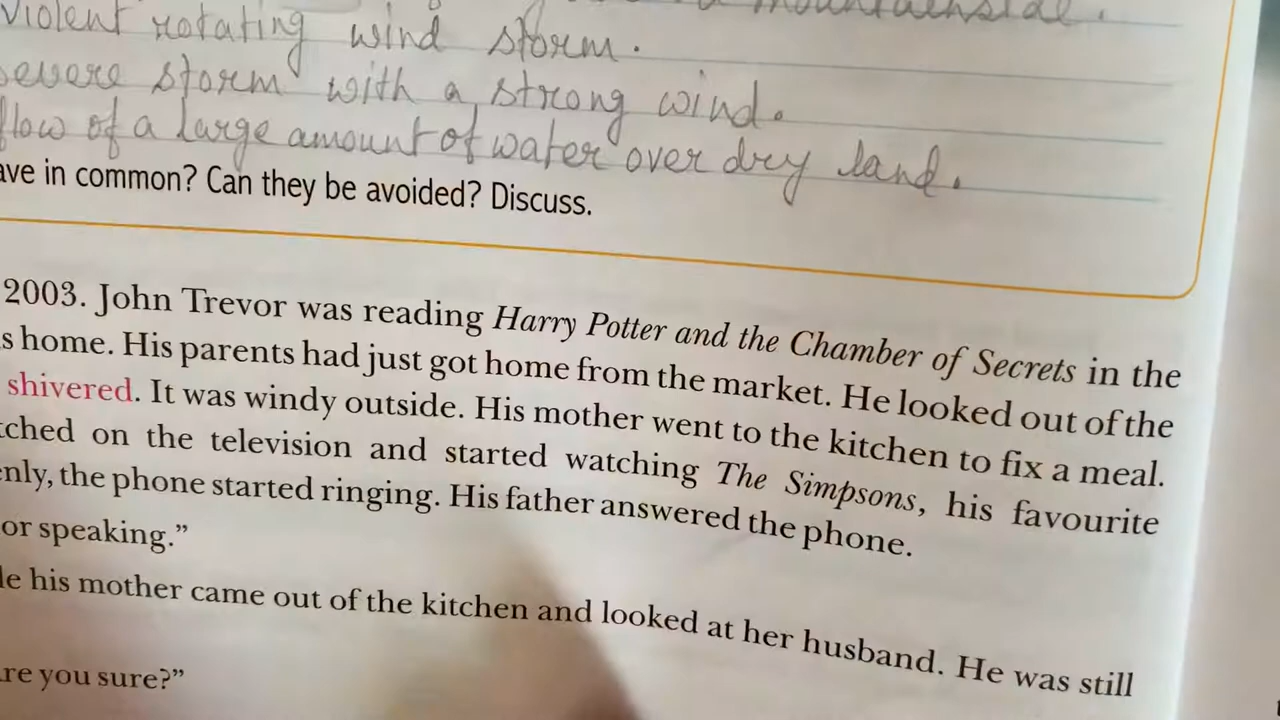 mountainside.
violent rotating wind storm.
severe storm with a strong wind.
flow of a large amount of water over dry land.
ave in common? Can they be avoided? Discuss.
2003. John Trevor was reading Harry Potter and the Chamber of Secrets in the
s home. His parents had just got home from the market. He looked out of the
shivered. It was windy outside. His mother went to the kitchen to fix a meal.
tched on the television and started watching The Simpsons, his favourite
enly, the phone started ringing. His father answered the phone.
or speaking.”
le his mother came out of the kitchen and looked at her husband. He was still
re you sure?”